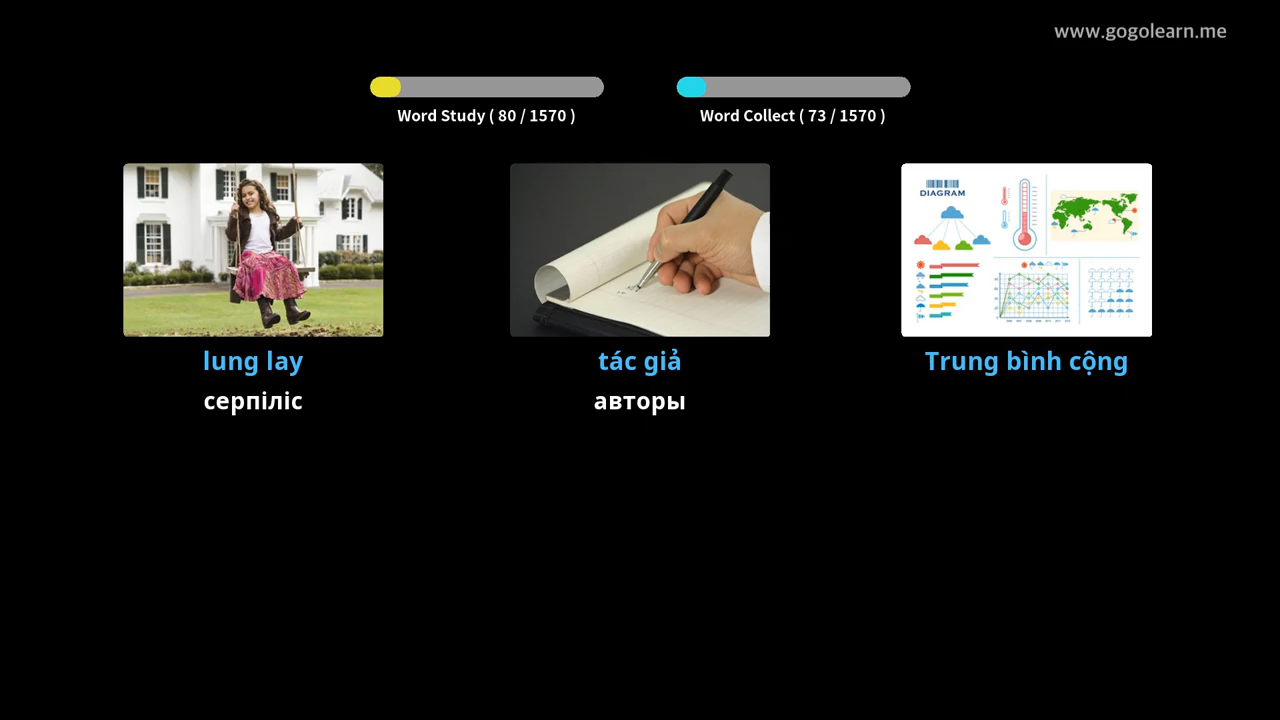 www.gogolearn.me
Word Study ( 80 / 1570 )
Word Collect ( 73 / 1570 )
DIAGRAM
lung lay
tác giả
Trung bình cộng
серпіліс
авторы